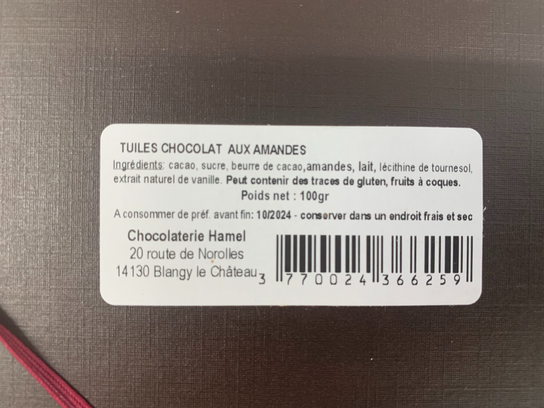 TUILES CHOCOLAT AUX AMANDES
Ingrédients: cacao, sucre, beurre de cacao,amandes, lait, lécithine de tournesol,
extrait naturel de vanille. Peut contenir des traces de gluten, fruits à coques.
Poids net : 100gr
A consommer de préf. avant fin: 10/2024 - conserver dans un endroit frais et sec
Chocolaterie Hamel
20 route de Norolles
14130 Blangy le Château
3 770024 366259